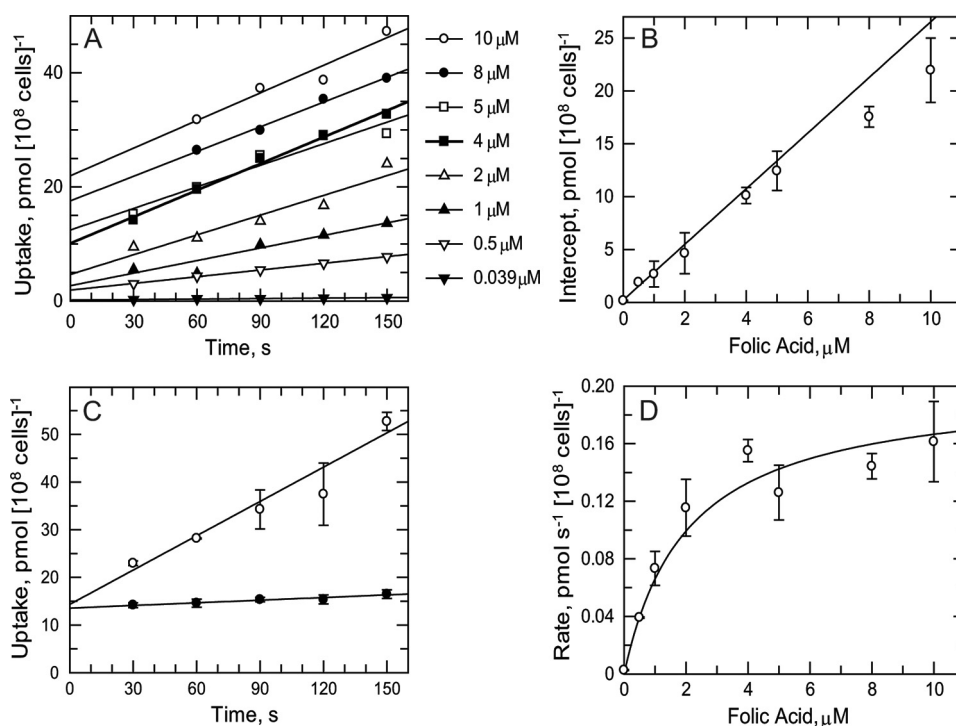 A
Uptake, pmol [10⁸ cells]⁻¹
40
20
0
0 30 60 90 120 150
Time, s
10 μM
8 μM
5 μM
4 μM
2 μM
1 μM
0.5 μM
0.039 μM
B
Intercept, pmol [10⁸ cells]⁻¹
25
20
15
10
5
0
0 2 4 6 8 10
Folic Acid, μM
C
Uptake, pmol [10⁸ cells]⁻¹
50
40
30
20
10
0
0 30 60 90 120 150
Time, s
D
Rate, pmol s⁻¹ [10⁸ cells]⁻¹
0.20
0.16
0.12
0.08
0.04
0
0 2 4 6 8 10
Folic Acid, μM